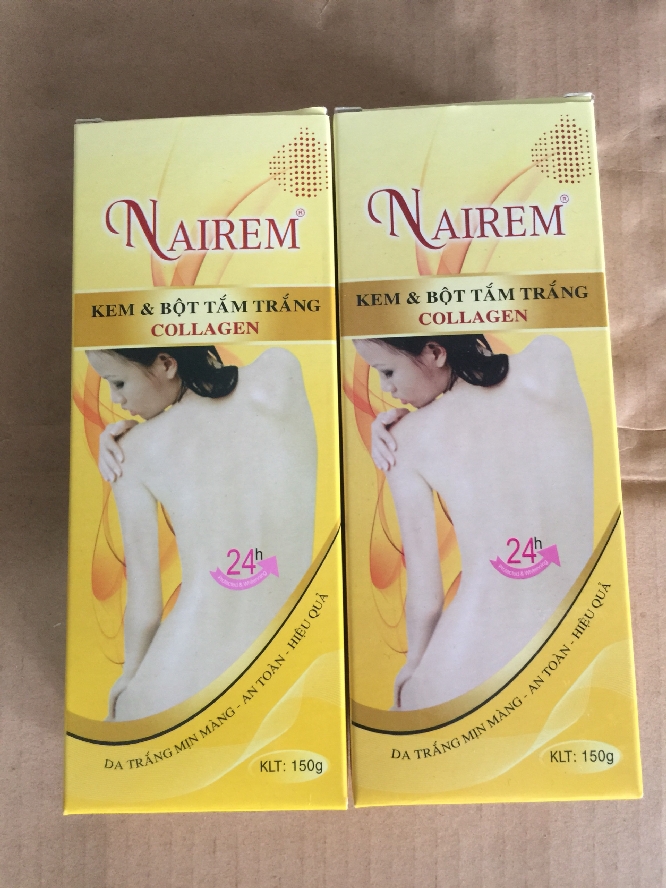 NAIREM®
KEM & BỘT TẮM TRẮNG
COLLAGEN
24h
DA TRẮNG MỊN MÀNG - AN TOÀN - HIỆU QUẢ
KLT: 150g
NAIREM®
KEM & BỘT TẮM TRẮNG
COLLAGEN
24h
DA TRẮNG MỊN MÀNG - AN TOÀN - HIỆU QUẢ
KLT: 150g